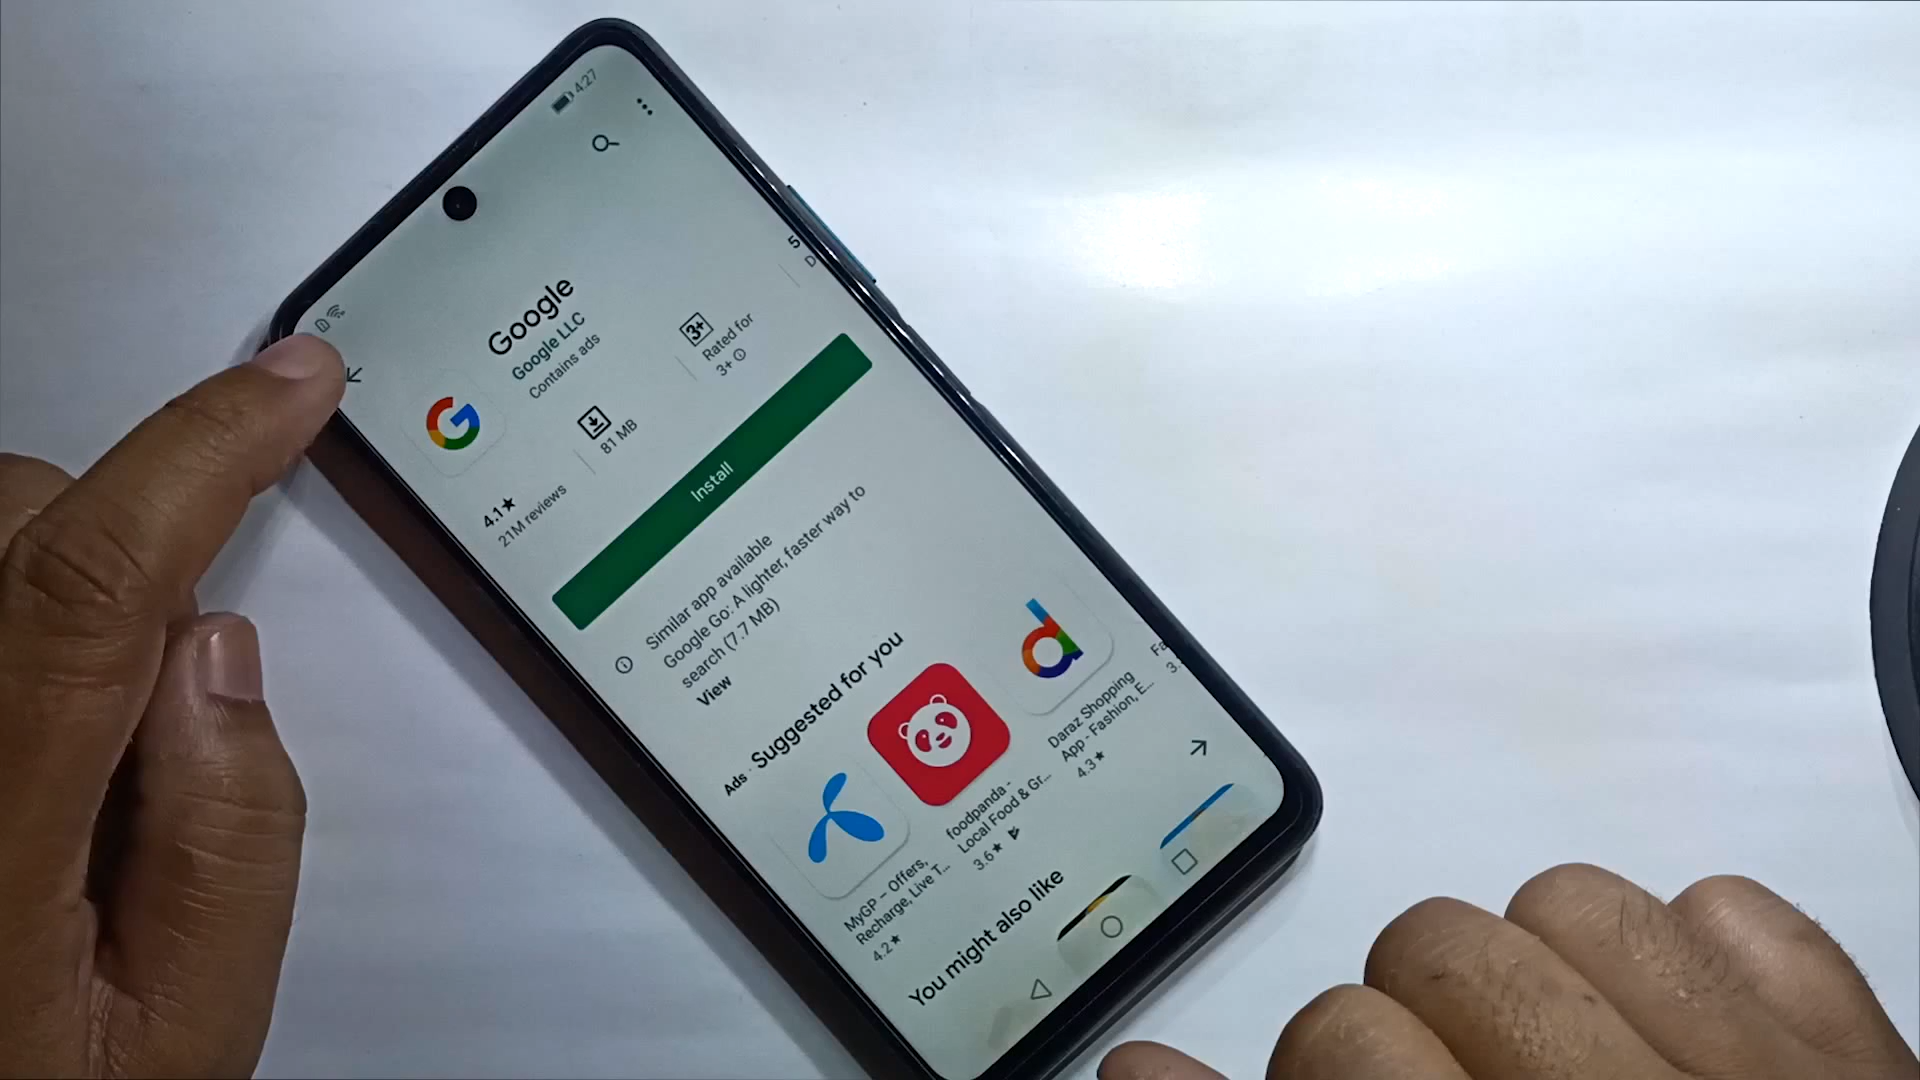 4:27
Google
Google LLC
Contains ads
4.1★
21M reviews
81 MB
3+
Rated for
3+
5
D
Install
Similar app available
Google Go: A lighter, faster way to
search (7.7 MB)
View
Ads · Suggested for you
MyGP – Offers,
Recharge, Live T...
4.2★
foodpanda -
Local Food & Gr...
3.6★
Daraz Shopping
App - Fashion, E...
4.3★
Fa
3.
You might also like